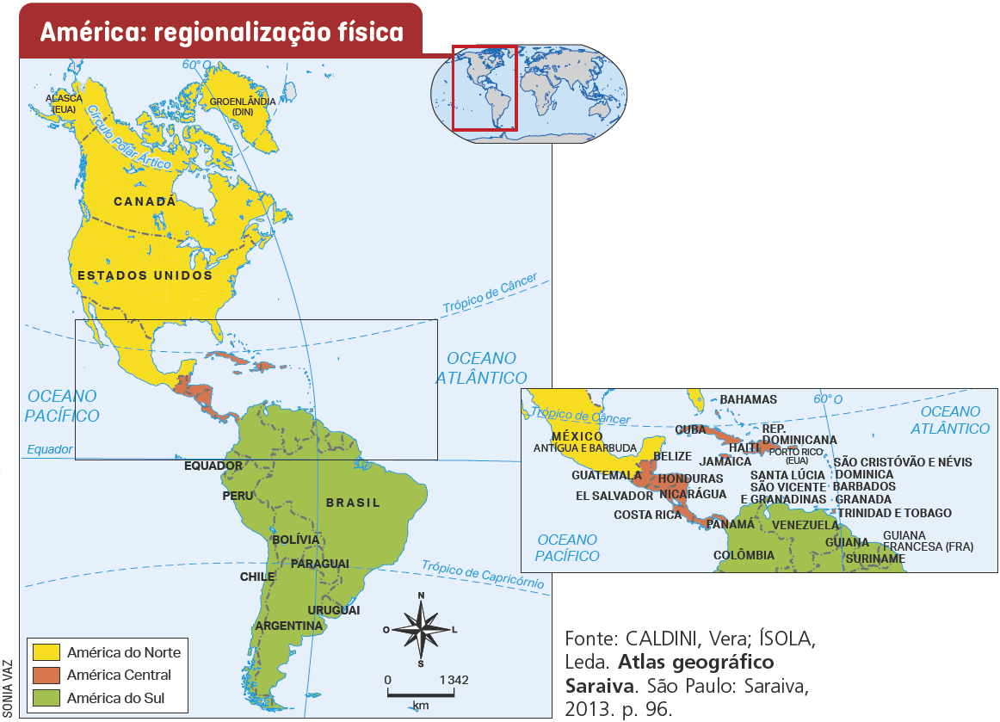 América: regionalização física
60° O
ALASCA
(EUA)
GROENLÂNDIA
(DIN)
Círculo Polar Ártico
CANADÁ
ESTADOS UNIDOS
Trópico de Câncer
OCEANO
ATLÂNTICO
OCEANO
PACÍFICO
Equador
EQUADOR
PERU
BRASIL
BOLÍVIA
PARAGUAI
CHILE
Trópico de Capricórnio
URUGUAI
ARGENTINA
N
O
L
S
0 1 342
km
América do Norte
América Central
América do Sul
SONIA VAZ
60° O
BAHAMAS
OCEANO
ATLÂNTICO
Trópico de Câncer
CUBA
REP.
DOMINICANA
MÉXICO
ANTÍGUA E BARBUDA
HAITI
PORTO RICO
(EUA)
BELIZE
JAMAICA
SÃO CRISTÓVÃO E NÉVIS
GUATEMALA
HONDURAS
SANTA LÚCIA
DOMINICA
SÃO VICENTE
E GRANADINAS
BARBADOS
EL SALVADOR
NICARÁGUA
GRANADA
COSTA RICA
TRINIDAD E TOBAGO
PANAMÁ
VENEZUELA
OCEANO
PACÍFICO
COLÔMBIA
GUIANA
GUIANA
FRANCESA (FRA)
SURINAME
Fonte: CALDINI, Vera; ÍSOLA,
Leda. Atlas geográfico
Saraiva. São Paulo: Saraiva,
2013. p. 96.